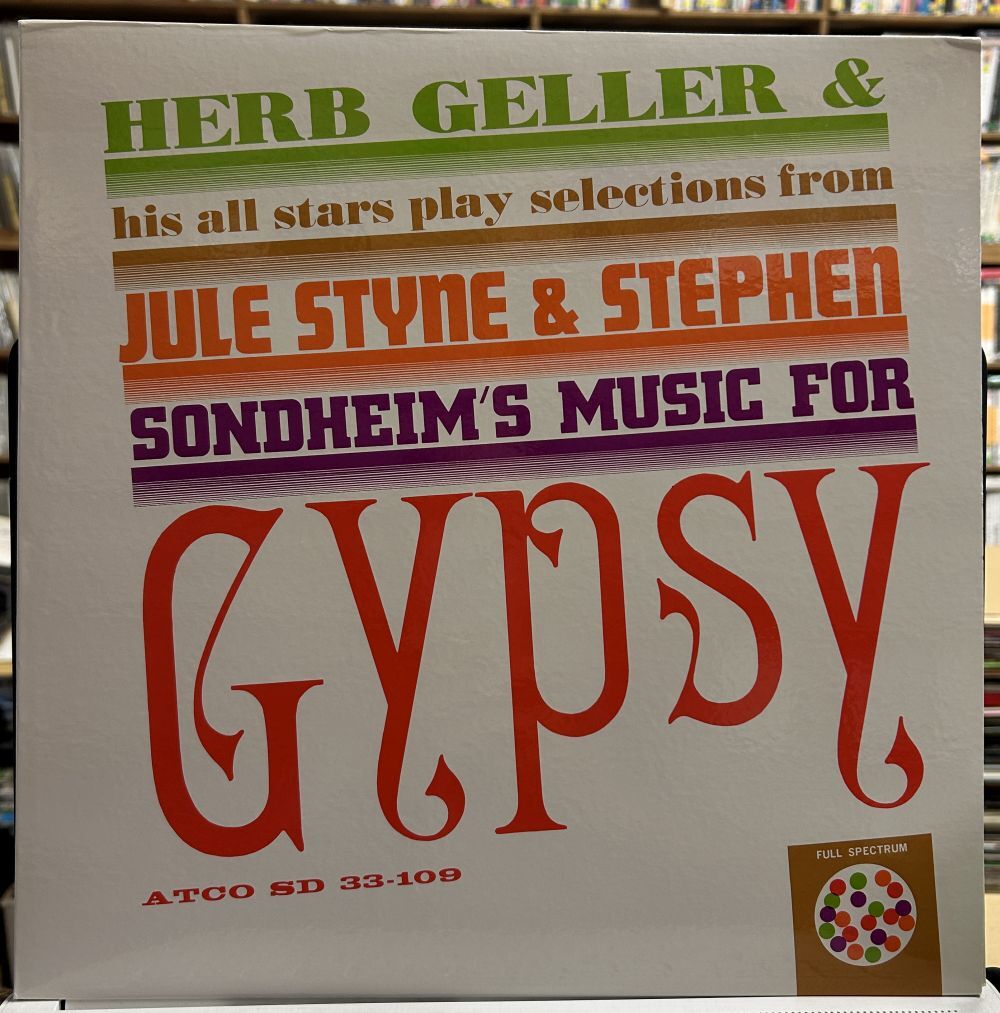 HERB GELLER &
his all stars play selections from
JULE STYNE & STEPHEN
SONDHEIM'S MUSIC FOR
GYPSY
ATCO SD 33-109
FULL SPECTRUM